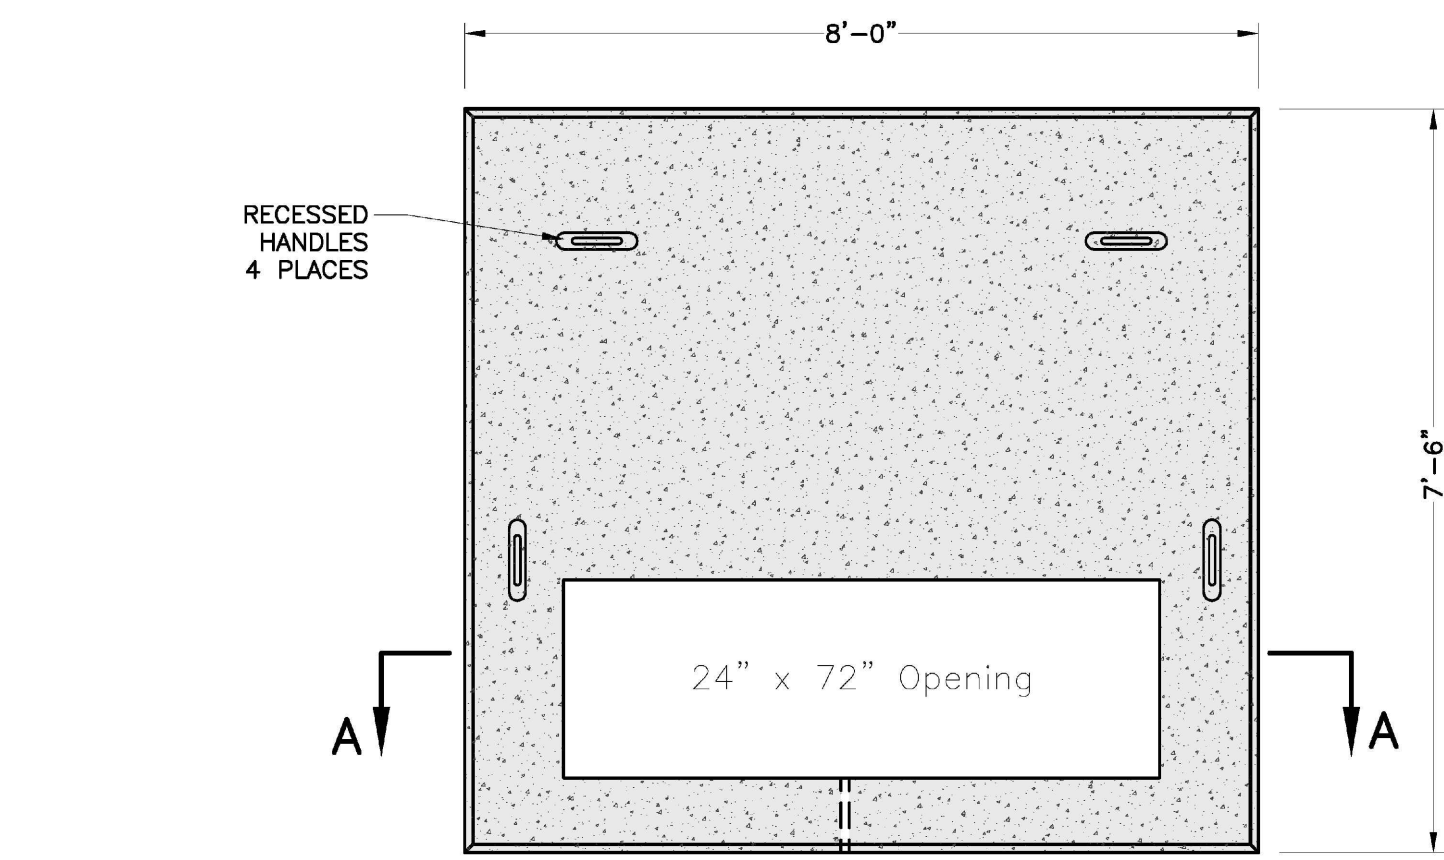 8'-0"
RECESSED
HANDLES
4 PLACES
7'-6"
24" x 72" Opening
A
A